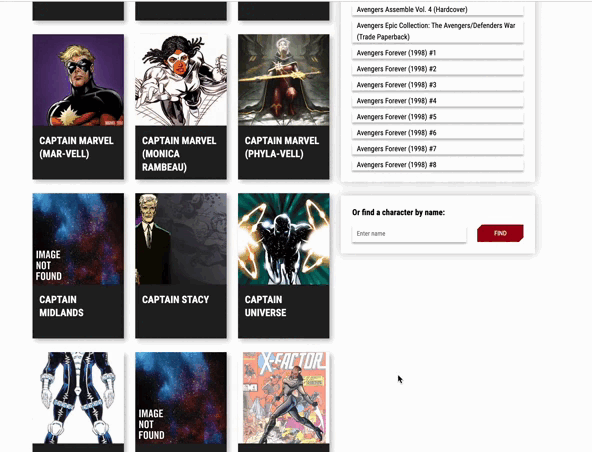 CAPTAIN MARVEL
(MAR-VELL)
CAPTAIN MARVEL
(MONICA
RAMBEAU)
CAPTAIN MARVEL
(PHYLA-VELL)
IMAGE
NOT
FOUND
CAPTAIN
MIDLANDS
CAPTAIN STACY
CAPTAIN
UNIVERSE
IMAGE
NOT
FOUND
X-FACTOR
Avengers Assemble Vol. 4 (Hardcover)
Avengers Epic Collection: The Avengers/Defenders War
(Trade Paperback)
Avengers Forever (1998) #1
Avengers Forever (1998) #2
Avengers Forever (1998) #3
Avengers Forever (1998) #4
Avengers Forever (1998) #5
Avengers Forever (1998) #6
Avengers Forever (1998) #7
Avengers Forever (1998) #8
Or find a character by name:
Enter name
FIND